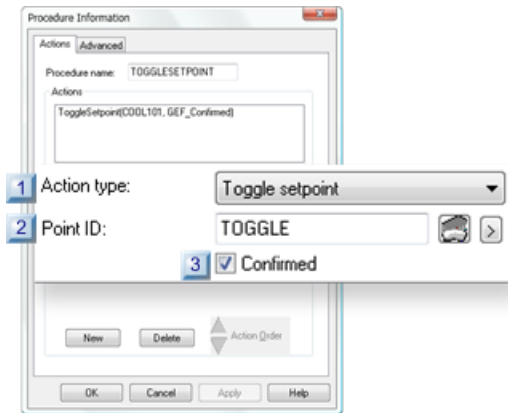 Procedure Information
Actions Advanced
Procedure name: TOGGLESETPOINT
Actions
ToggleSetpoint(COOL101, GEF_Confirmed)
1 Action type: Toggle setpoint
2 Point ID: TOGGLE >
3 Confirmed
New Delete Action Order
OK Cancel Apply Help